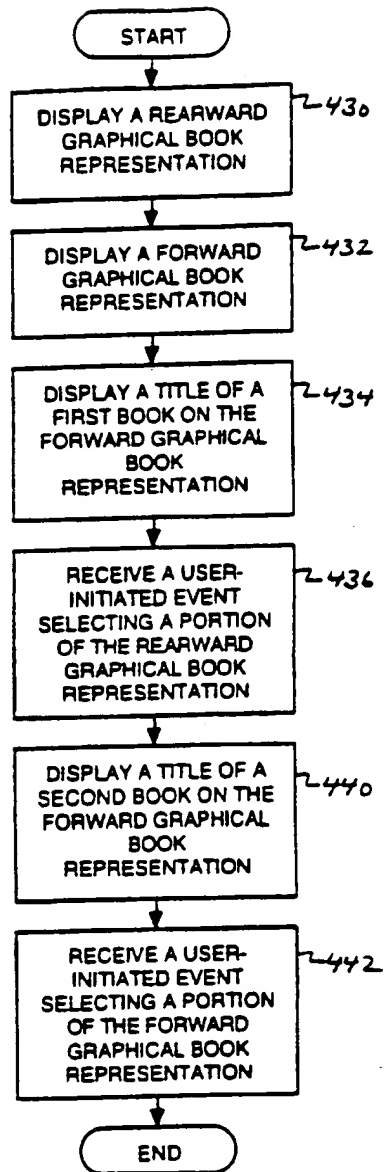 START
DISPLAY A REARWARD
GRAPHICAL BOOK
REPRESENTATION
430
DISPLAY A FORWARD
GRAPHICAL BOOK
REPRESENTATION
432
DISPLAY A TITLE OF A
FIRST BOOK ON THE
FORWARD GRAPHICAL
BOOK
REPRESENTATION
434
RECEIVE A USER-
INITIATED EVENT
SELECTING A PORTION
OF THE REARWARD
GRAPHICAL BOOK
REPRESENTATION
436
DISPLAY A TITLE OF A
SECOND BOOK ON THE
FORWARD GRAPHICAL
BOOK
REPRESENTATION
440
RECEIVE A USER-
INITIATED EVENT
SELECTING A PORTION
OF THE FORWARD
GRAPHICAL BOOK
REPRESENTATION
442
END